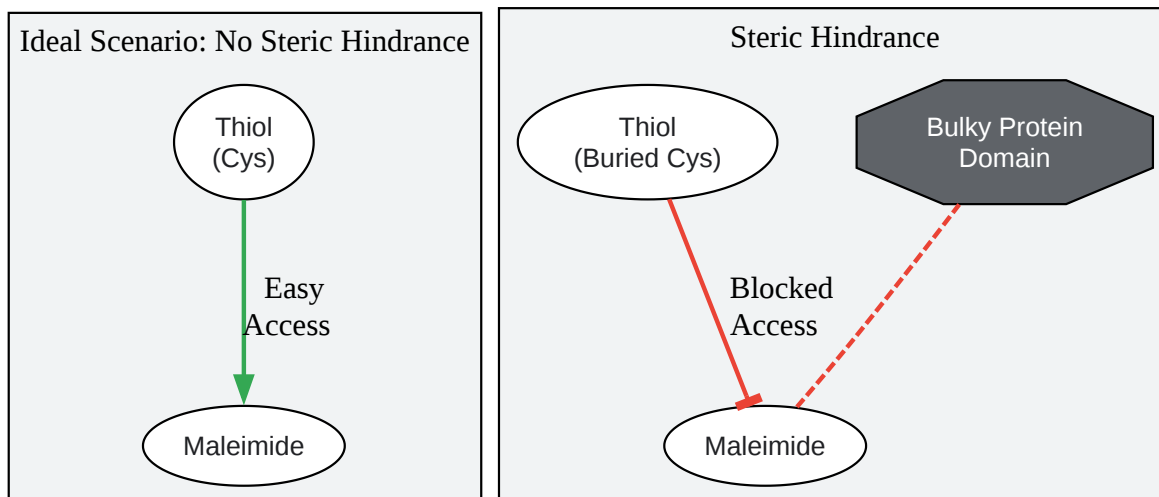 Ideal Scenario: No Steric Hindrance
Thiol
(Cys)
Easy
Access
Maleimide
Steric Hindrance
Thiol
(Buried Cys)
Bulky Protein
Domain
Blocked
Access
Maleimide